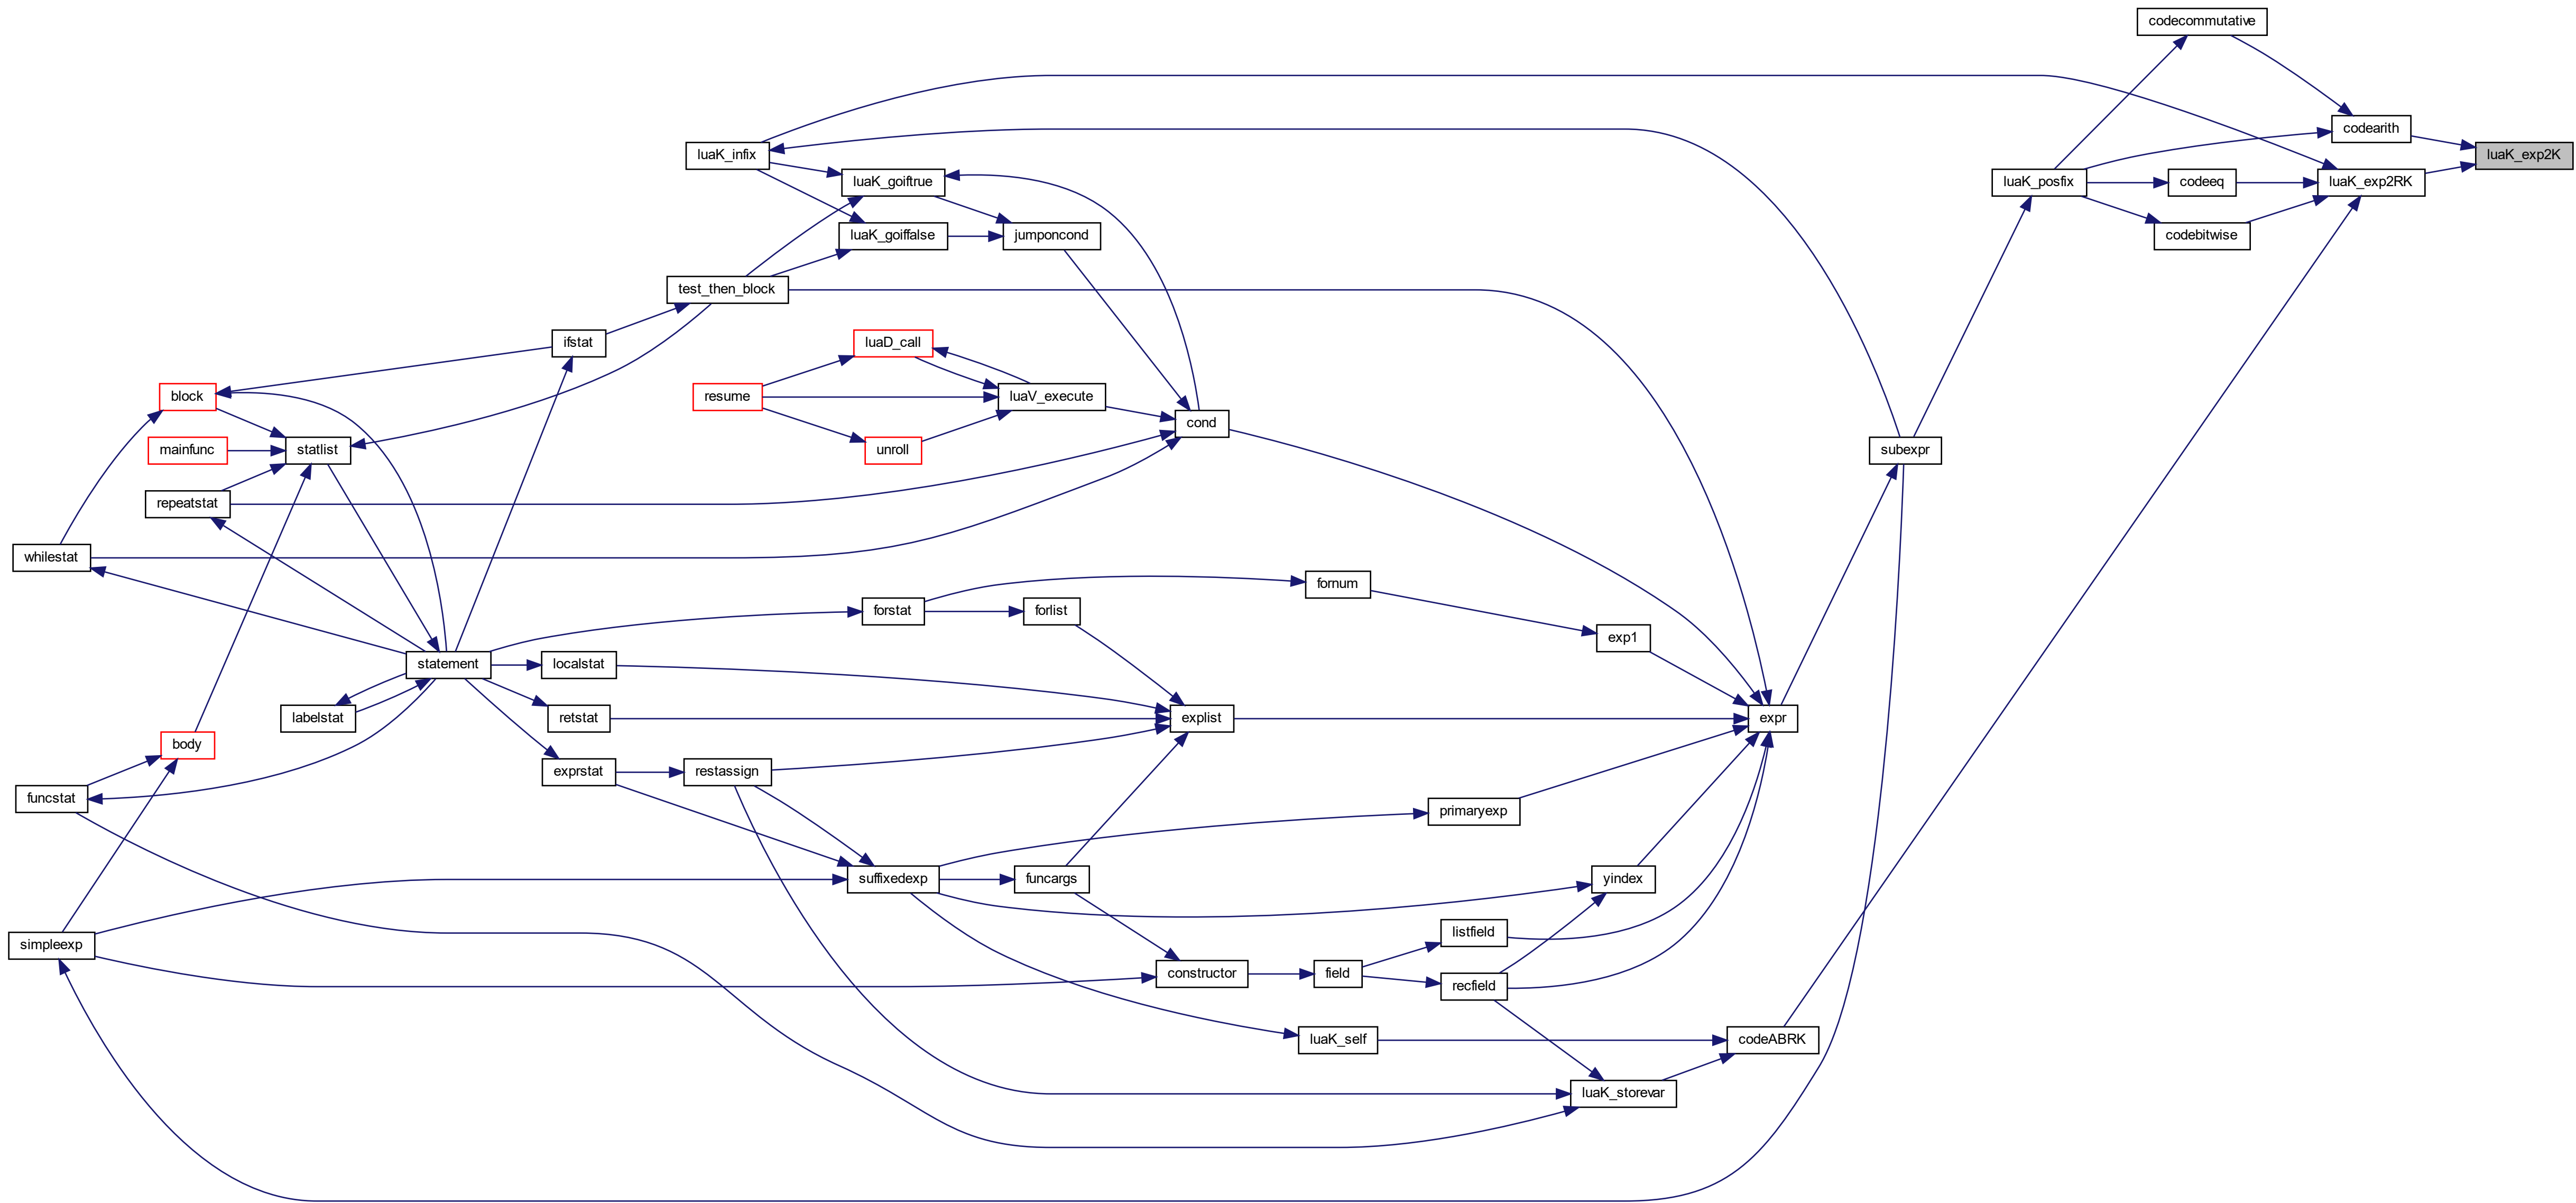 codecommutative
codearith
luaK_exp2K
luaK_infix
luaK_goiftrue
luaK_posfix
codeeq
luaK_exp2RK
luaK_goiffalse
jumponcond
codebitwise
test_then_block
ifstat
luaD_call
block
resume
luaV_execute
cond
mainfunc
statlist
unroll
subexpr
repeatstat
whilestat
fornum
forstat
forlist
exp1
statement
localstat
labelstat
retstat
explist
expr
body
exprstat
restassign
funcstat
primaryexp
suffixedexp
funcargs
yindex
simpleexp
listfield
constructor
field
recfield
luaK_self
codeABRK
luaK_storevar